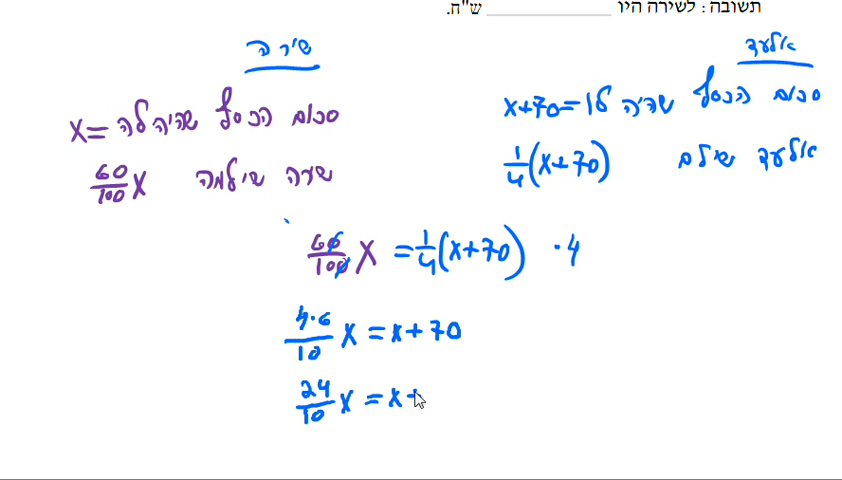 תשובה: לשירה היו __________ ש"ח.
אלעד
סכום הכסף שהיה לו = x+70
אלעד שילם 1/4(x+70)
שירה
סכום הכסף שהיה לה = x
שירה שילמה 60/100 x
60/100 x = 1/4(x+70) ·4
4·6/10 x = x+70
24/10 x = x+